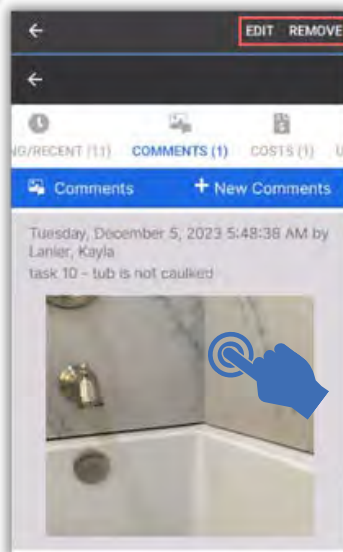 EDIT REMOVE
NG/RECENT (11) COMMENTS (1) COSTS (1) U
Comments + New Comments
Tuesday, December 5, 2023 5:48:38 AM by
Lanier, Kayla
task 10 - tub is not caulked